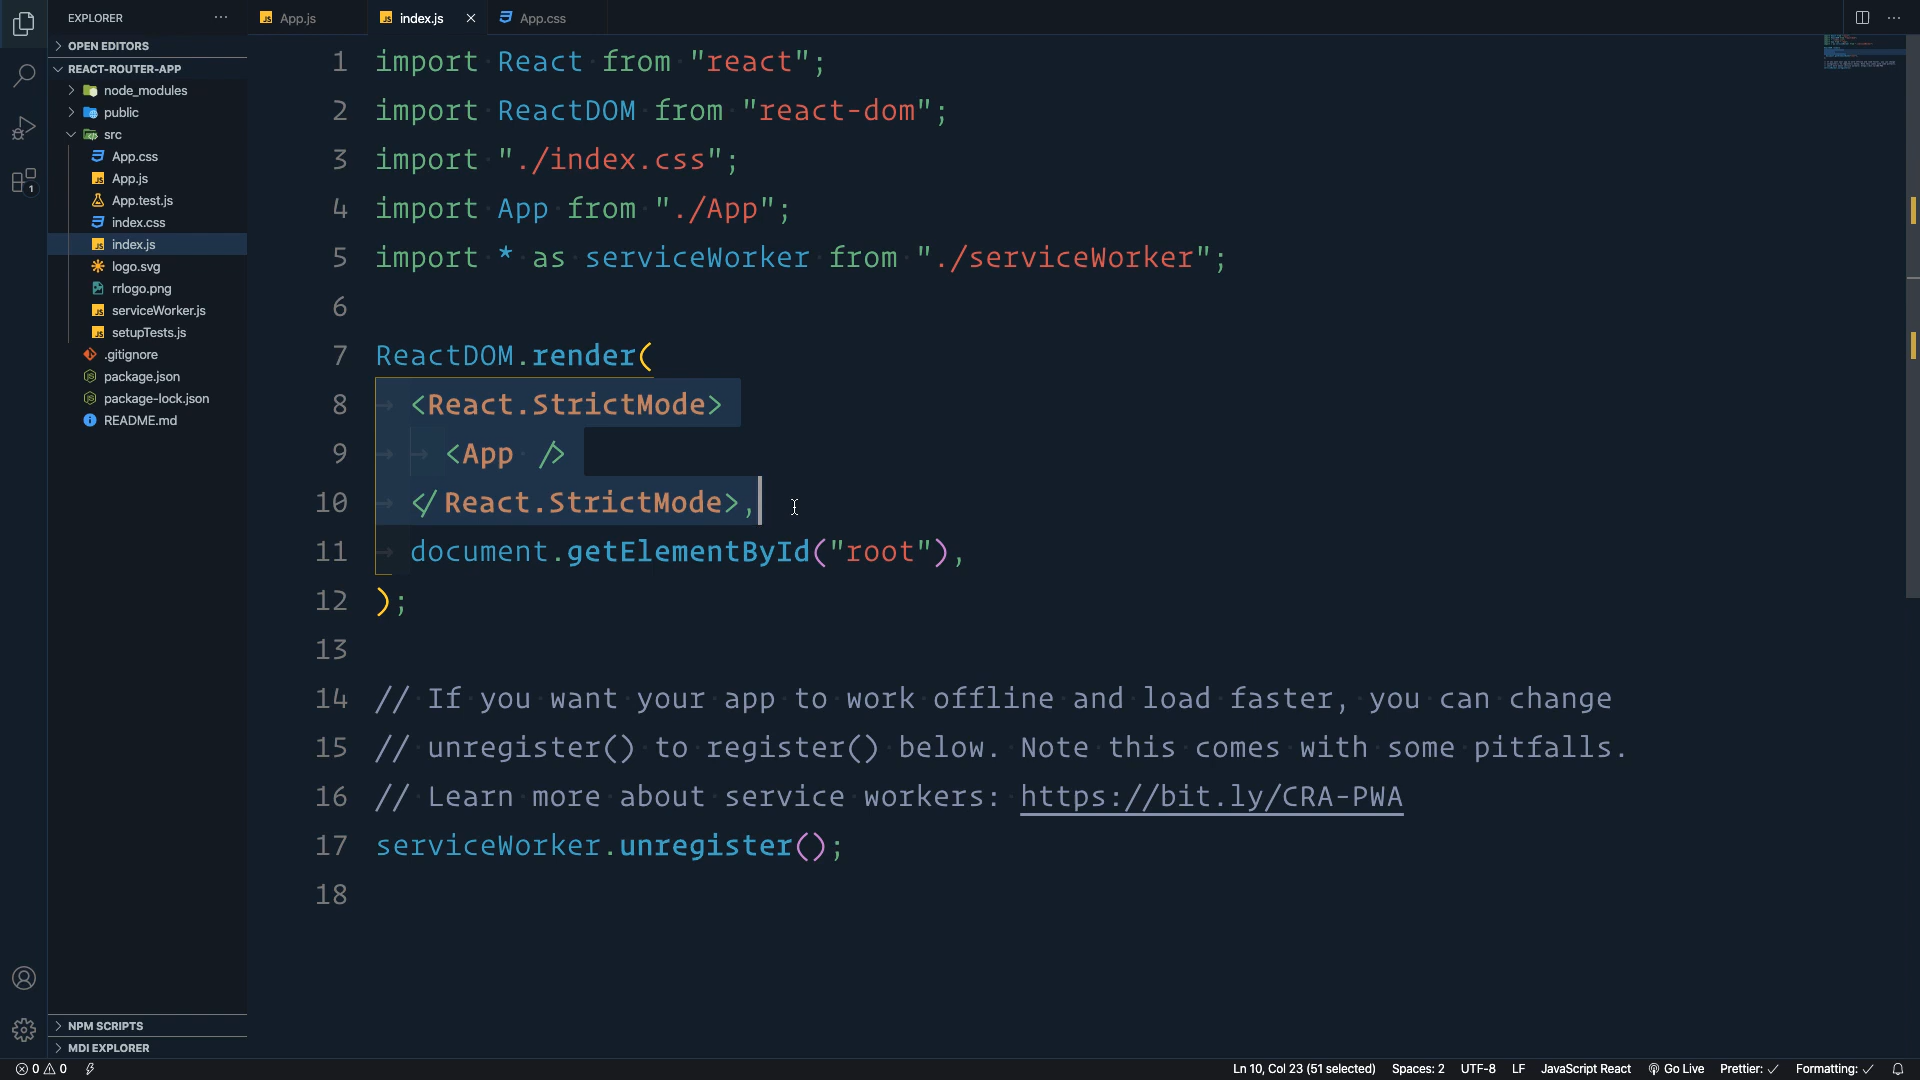 EXPLORER
App.js
index.js
App.css
OPEN EDITORS
REACT-ROUTER-APP
node_modules
public
src
App.css
App.js
App.test.js
index.css
index.js
logo.svg
rrlogo.png
serviceWorker.js
setupTests.js
.gitignore
package.json
package-lock.json
README.md
1
NPM SCRIPTS
MDI EXPLORER
1 import React from "react";
2 import ReactDOM from "react-dom";
3 import "./index.css";
4 import App from "./App";
5 import * as serviceWorker from "./serviceWorker";
6
7 ReactDOM.render(
8 <React.StrictMode>
9 <App />
10 </React.StrictMode>,
11 document.getElementById("root"),
12 );
13
14 // If you want your app to work offline and load faster, you can change
15 // unregister() to register() below. Note this comes with some pitfalls.
16 // Learn more about service workers: https://bit.ly/CRA-PWA
17 serviceWorker.unregister();
18
0 0
Ln 10, Col 23 (51 selected) Spaces: 2 UTF-8 LF JavaScript React Go Live Prettier: ✓ Formatting: ✓